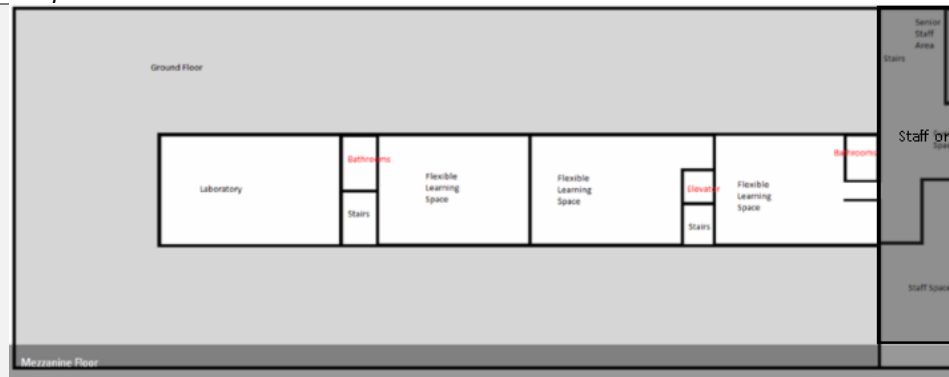 Senior
Staff
Area
Stairs
Ground Floor
Staff or
Bathrooms
Bathrooms
Laboratory
Flexible
Learning
Space
Flexible
Learning
Space
Elevator
Flexible
Learning
Space
Stairs
Stairs
Staff Space
Mezzanine Floor